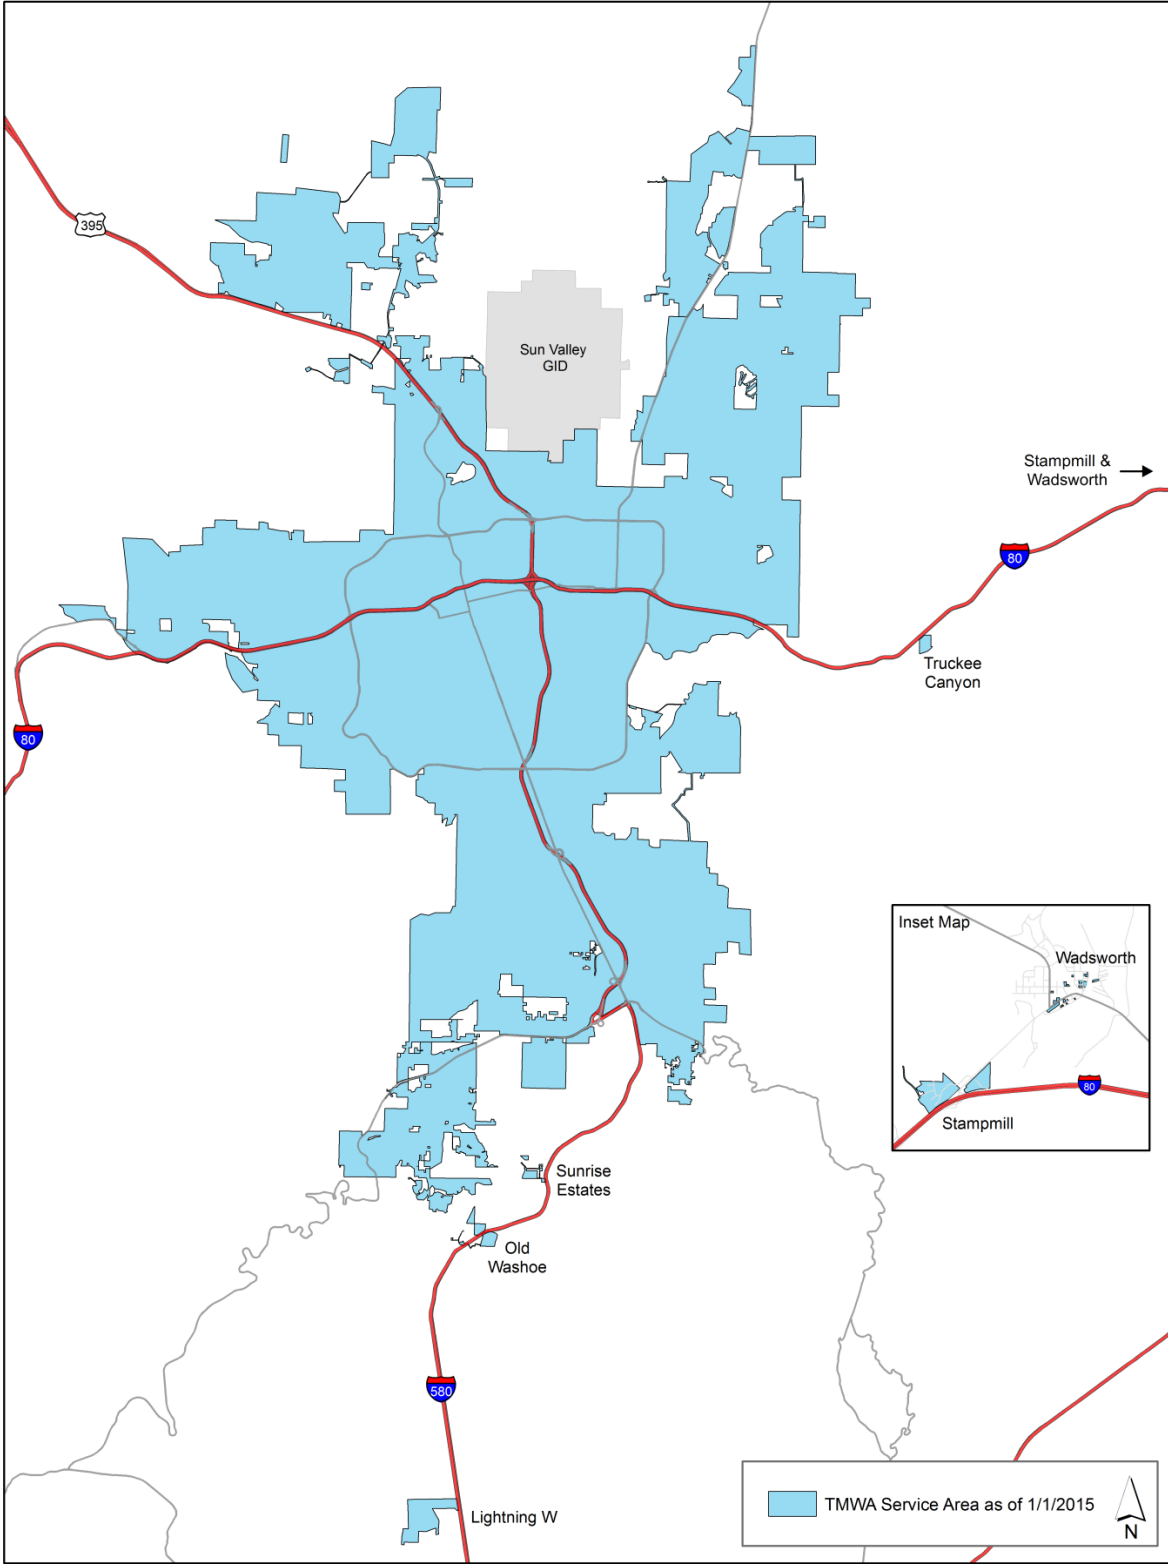 395
Sun Valley
GID
Stampmill &
Wadsworth
80
Truckee
Canyon
80
Inset Map
Wadsworth
80
Stampmill
Sunrise
Estates
Old
Washoe
580
Lightning W
TMWA Service Area as of 1/1/2015
N